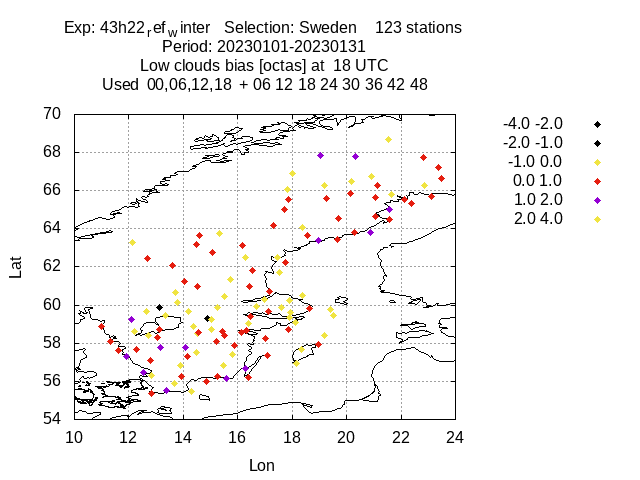 Exp: 43h22ref winter Selection: Sweden 123 stations
Period: 20230101-20230131
Low clouds bias [octas] at 18 UTC
Used 00,06,12,18 + 06 12 18 24 30 36 42 48
70
68
66
64
62
60
58
56
54
Lat
10 12 14 16 18 20 22 24
Lon
-4.0 -2.0
-2.0 -1.0
-1.0 0.0
0.0 1.0
1.0 2.0
2.0 4.0